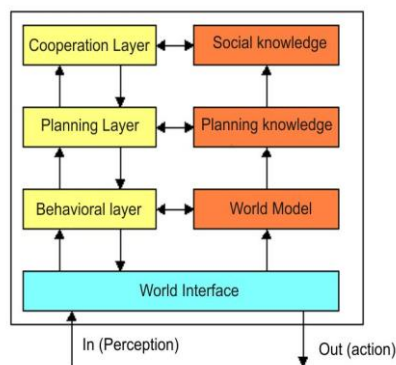 Cooperation Layer
Social knowledge
Planning Layer
Planning knowledge
Behavioral layer
World Model
World Interface
In (Perception)
Out (action)